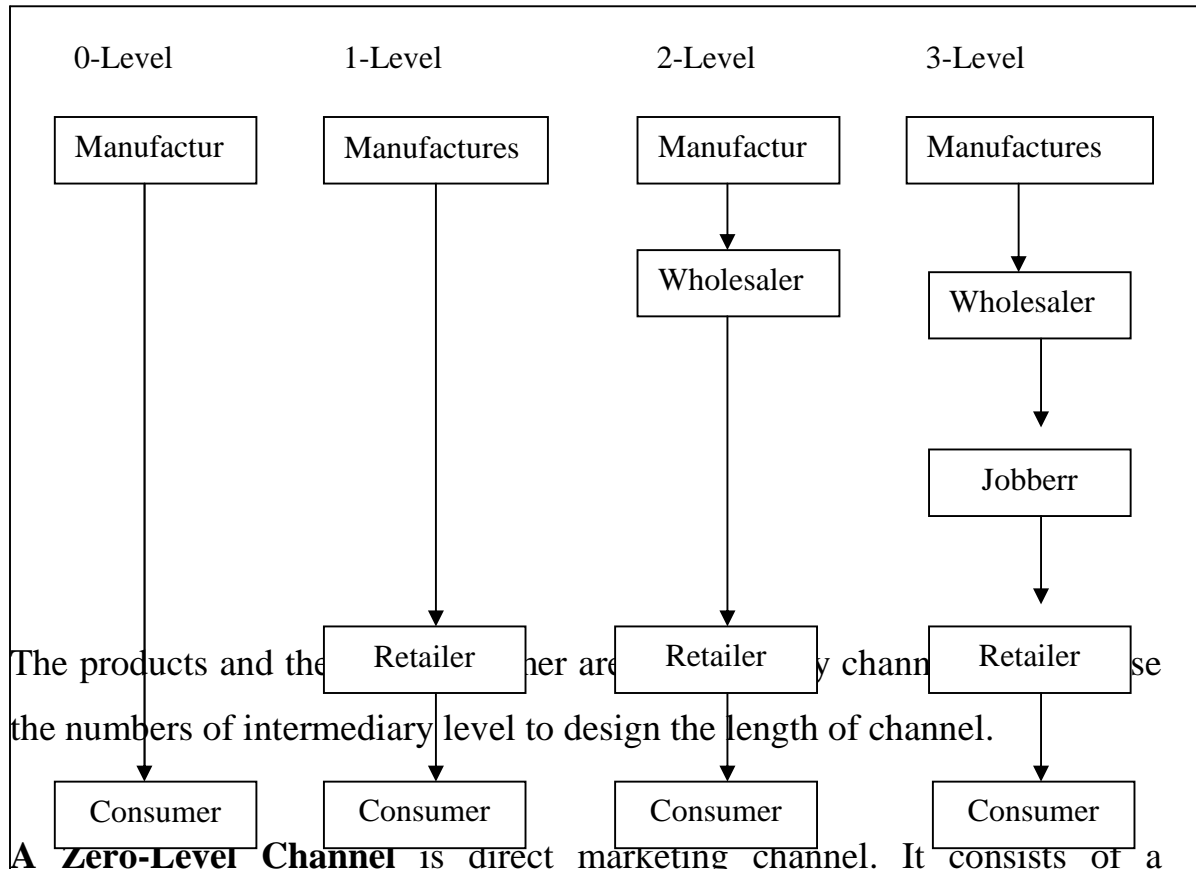 0-Level 1-Level 2-Level 3-Level
Manufactur Manufactures Manufactur Manufactures
Wholesaler
Wholesaler
Jobberr
Retailer Retailer Retailer
The products and the are y se
the numbers of intermediary level to design the length of channel.
Consumer Consumer Consumer Consumer
A Zero-Level Channel is direct marketing channel. It consists of a